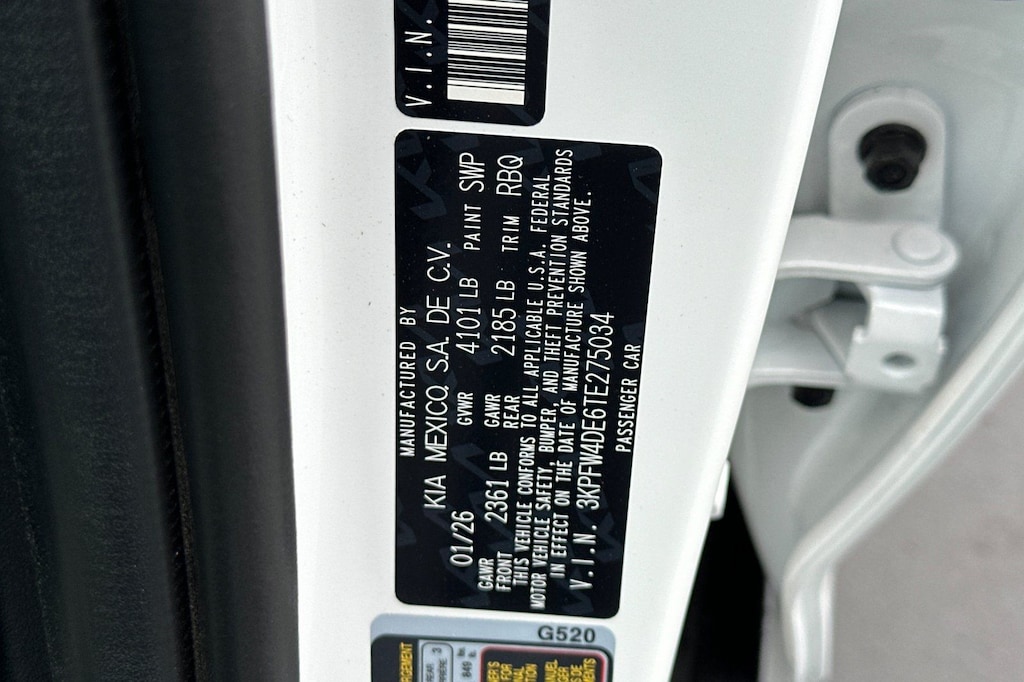 V.I.N.
MANUFACTURED BY
KIA MEXICO, S.A. DE C.V.
01/26 GVWR 4101 LB PAINT SWP
GAWR FRONT 2361 LB GAWR REAR 2185 LB TRIM RBQ
THIS VEHICLE CONFORMS TO ALL APPLICABLE U.S.A. FEDERAL
MOTOR VEHICLE SAFETY, BUMPER, AND THEFT PREVENTION STANDARDS
IN EFFECT ON THE DATE OF MANUFACTURE SHOWN ABOVE.
V.I.N. 3KPFW4DE6TE275034
PASSENGER CAR
G520